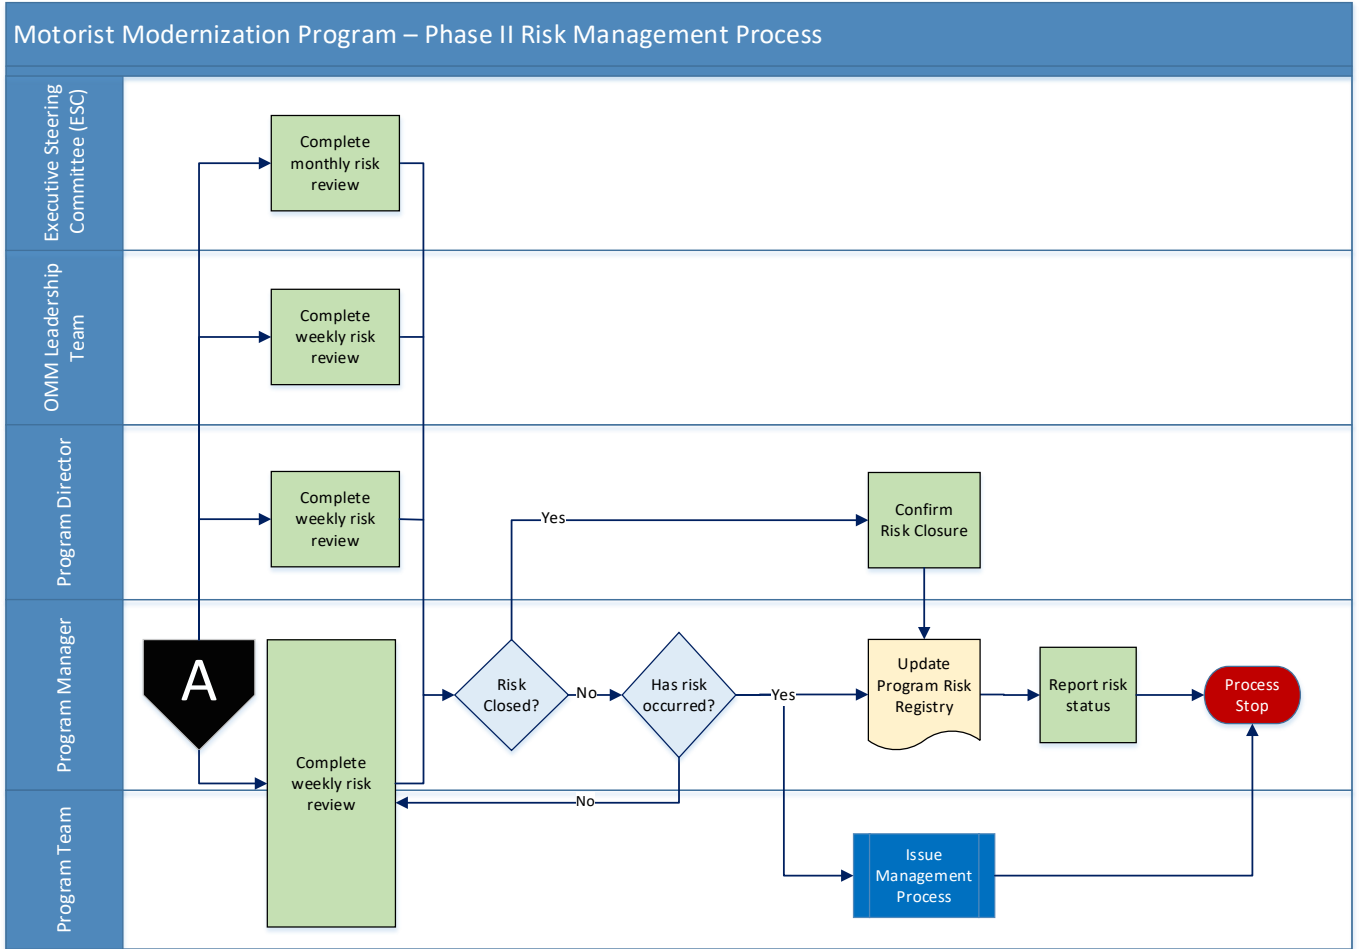 Motorist Modernization Program – Phase II Risk Management Process
Executive Steering
Committee (ESC)
Complete
monthly risk
review
OMM Leadership
Team
Complete
weekly risk
review
Program Director
Complete
weekly risk
review
Yes
Confirm
Risk Closure
Program Manager
A
Complete
weekly risk
review
Risk
Closed?
No
Has risk
occurred?
Yes
Update
Program Risk
Registry
Report risk
status
Process
Stop
No
Program Team
Issue
Management
Process